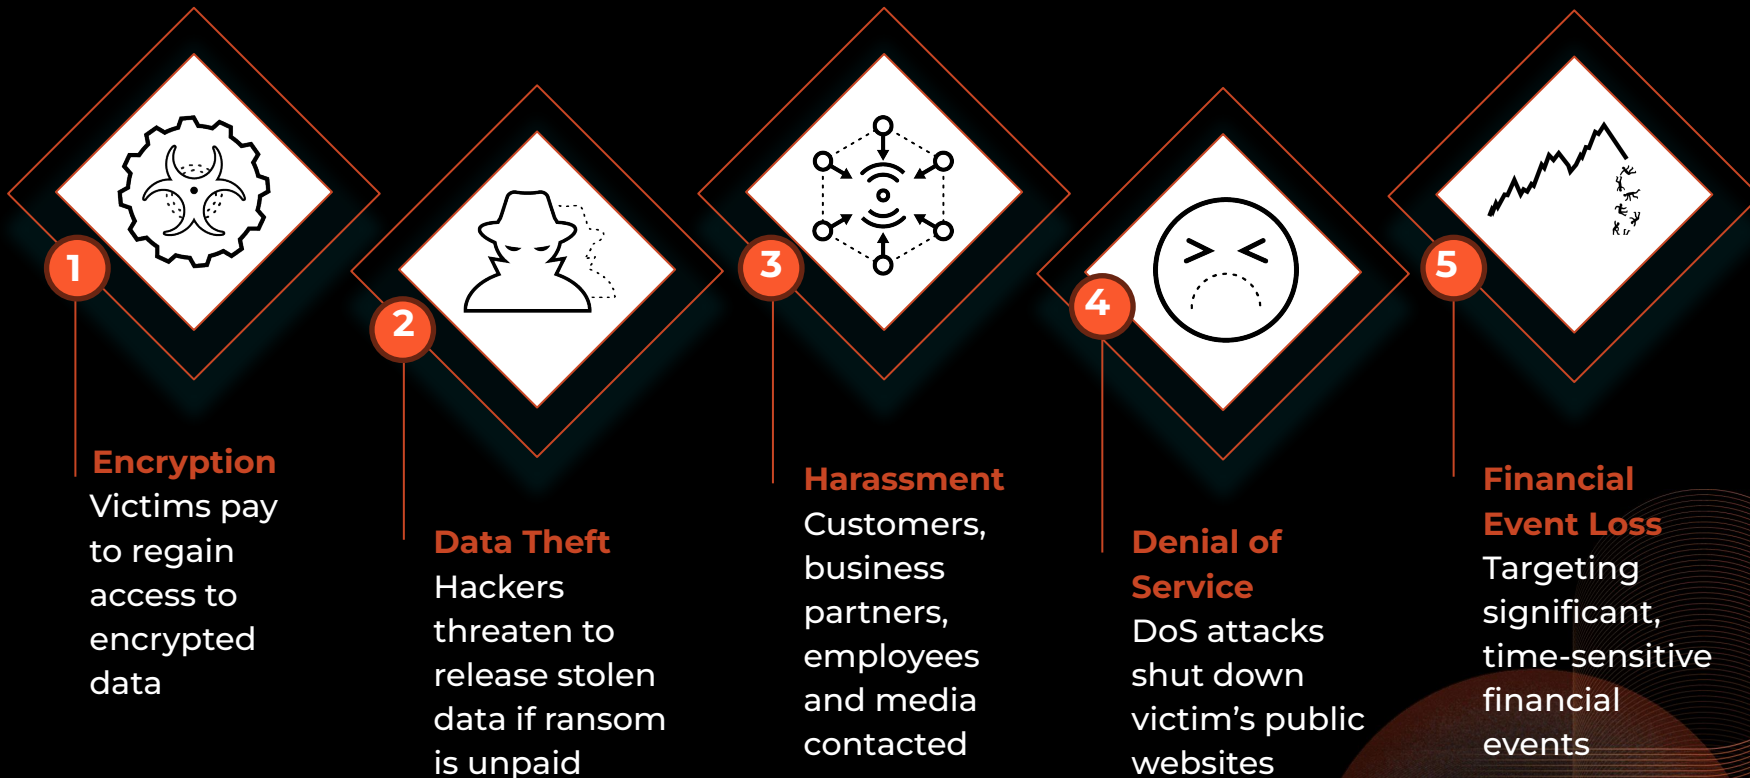 1
Encryption
Victims pay
to regain
access to
encrypted
data
2
Data Theft
Hackers
threaten to
release stolen
data if ransom
is unpaid
3
Harassment
Customers,
business
partners,
employees
and media
contacted
4
Denial of
Service
DoS attacks
shut down
victim’s public
websites
5
Financial
Event Loss
Targeting
significant,
time-sensitive
financial
events